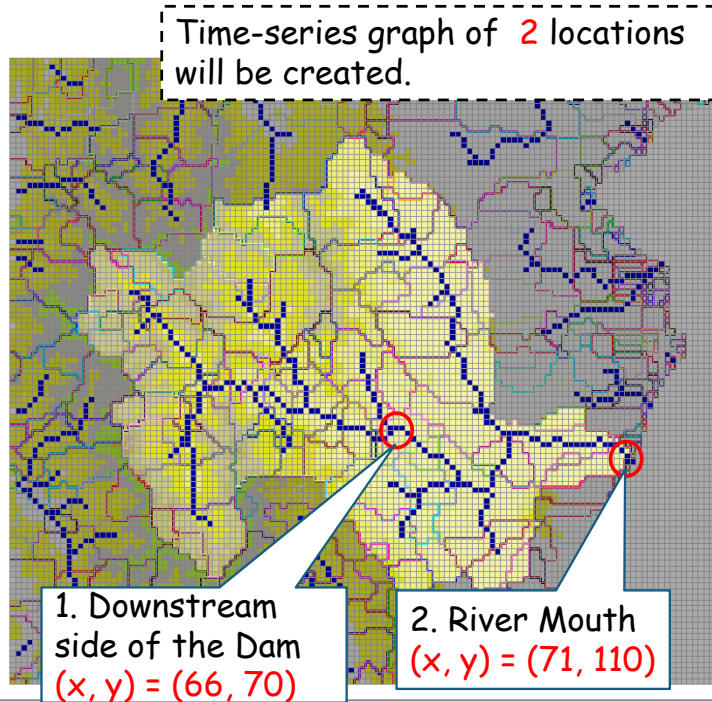 Time-series graph of 2 locations
will be created.
1. Downstream
side of the Dam
(x, y) = (66, 70)
2. River Mouth
(x, y) = (71, 110)